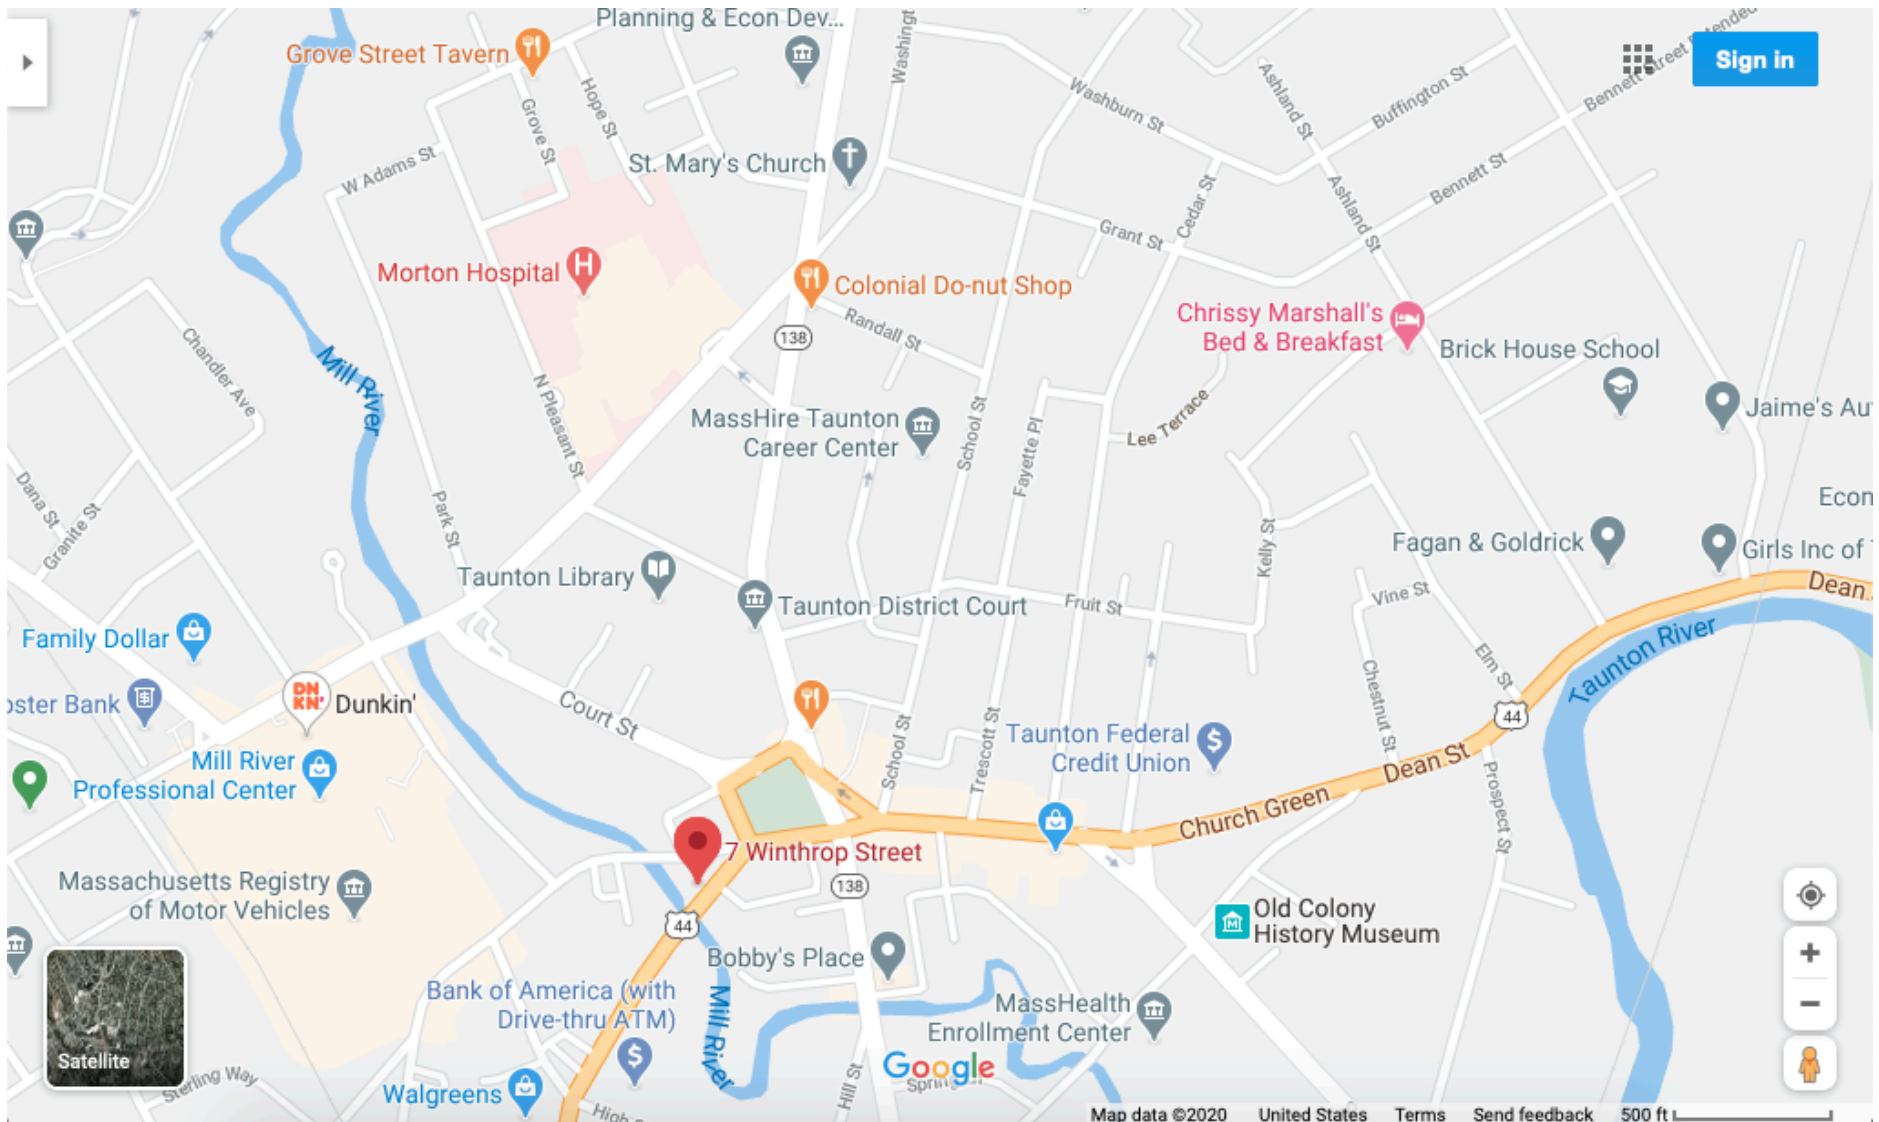 Planning & Econ Dev...
Grove Street Tavern
Sign in
Washingt
Hope St
Grove St
Washburn St
Ashland St
Buffington St
Bennett Street
St. Mary's Church
W Adams St
Bennett St
Ashland St
Cedar St
Grant St
Morton Hospital
Colonial Do-nut Shop
138
Randall St
Chrissy Marshall's
Bed & Breakfast
Brick House School
Chandler Ave
Mill River
N Pleasant St
MassHire Taunton
Career Center
School St
Fayette Pl
Lee Terrace
Jaime's Au
Dana St
Granite St
Park St
Econ
Kelly St
Fagan & Goldrick
Girls Inc of
Taunton Library
Taunton District Court
Fruit St
Vine St
Dean
Family Dollar
Taunton River
Elm St
oster Bank
DN
KN'
Dunkin'
Court St
School St
Trescott St
Chestnut St
44
Taunton Federal
Credit Union
Mill River
Professional Center
Dean St
Prospect St
Church Green
7 Winthrop Street
138
Massachusetts Registry
of Motor Vehicles
44
Old Colony
History Museum
Bobby's Place
Bank of America (with
Drive-thru ATM)
Mill River
MassHealth
Enrollment Center
Satellite
Google
Sterling Way
Walgreens
Hill St
High
Spring
Map data ©2020 United States Terms Send feedback 500 ft